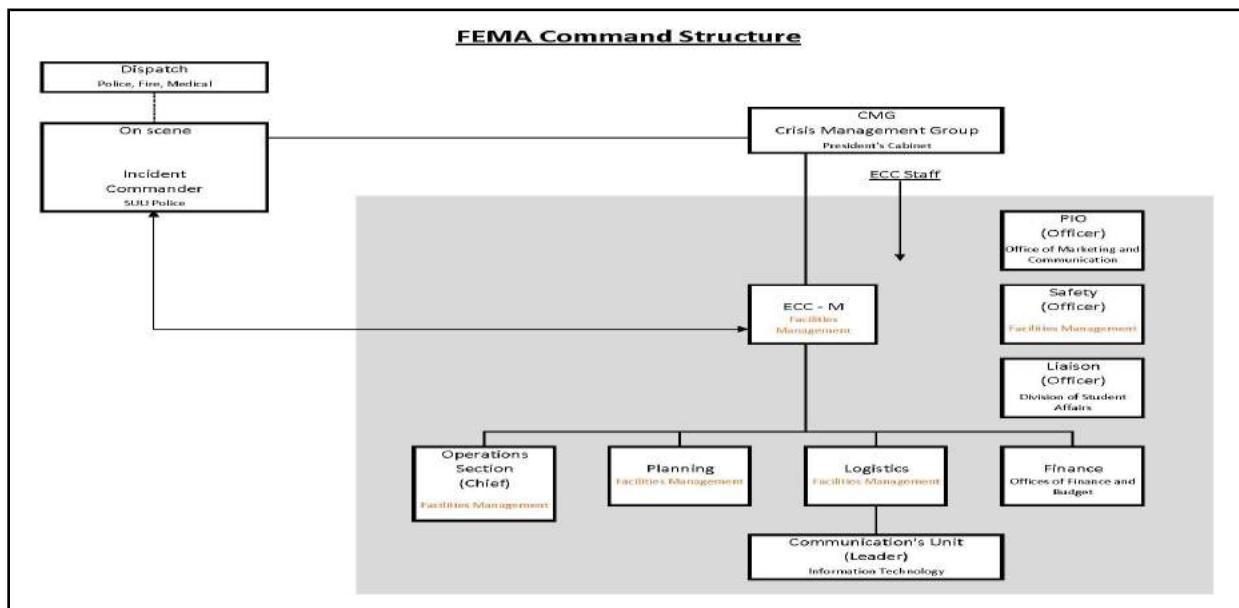 FEMA Command Structure
Dispatch
Police, Fire, Medical
On scene
Incident
Commander
SUU Police
CMG
Crisis Management Group
President's Cabinet
ECC Staff
PIO
(Officer)
Office of Marketing and
Communication
ECC - M
Facilities
Management
Safety
(Officer)
Facilities Management
Liaison
(Officer)
Division of Student
Affairs
Operations
Section
(Chief)
Facilities Management
Planning
Facilities Management
Logistics
Facilities Management
Finance
Offices of Finance and
Budget
Communication's Unit
(Leader)
Information Technology